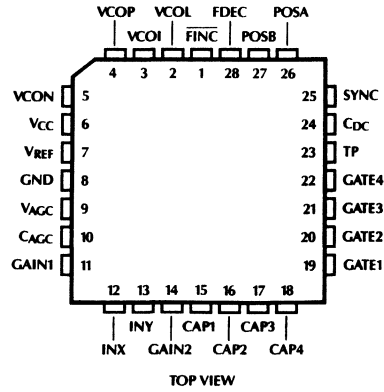 VCOP VCOL FDEC POSA
VCOI FINC POSB
4 3 2 1 28 27 26
VCON 5 25 SYNC
VCC 6 24 CDC
VREF 7 23 TP
GND 8 22 GATE4
VAGC 9 21 GATE3
CAGC 10 20 GATE2
GAIN1 11 19 GATE1
12 13 14 15 16 17 18
INY CAP1 CAP3
INX GAIN2 CAP2 CAP4
TOP VIEW